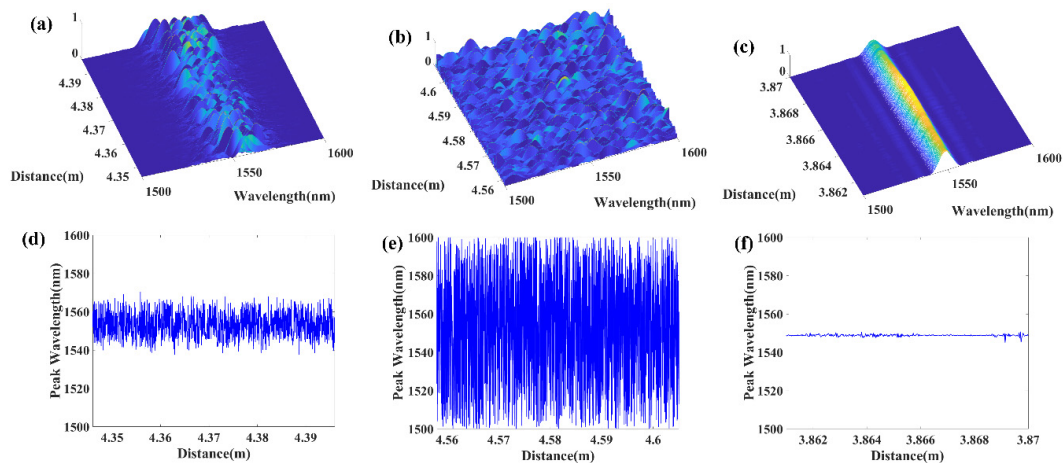 (a)
1
0
4.39
4.38
4.37
4.36
4.35
Distance(m)
1500
1550
1600
Wavelength(nm)
(b)
1
0
4.6
4.59
4.58
4.57
4.56
Distance(m)
1500
1550
1600
Wavelength(nm)
(c)
1
0
3.87
3.868
3.866
3.864
3.862
Distance(m)
1500
1550
1600
Wavelength(nm)
(d)
Peak Wavelength(nm)
1600
1580
1560
1540
1520
1500
4.35 4.36 4.37 4.38 4.39
Distance(m)
(e)
Peak Wavelength(nm)
1600
1580
1560
1540
1520
1500
4.56 4.57 4.58 4.59 4.6
Distance(m)
(f)
Peak Wavelength(nm)
1600
1580
1560
1540
1520
1500
3.862 3.864 3.866 3.868 3.87
Distance(m)